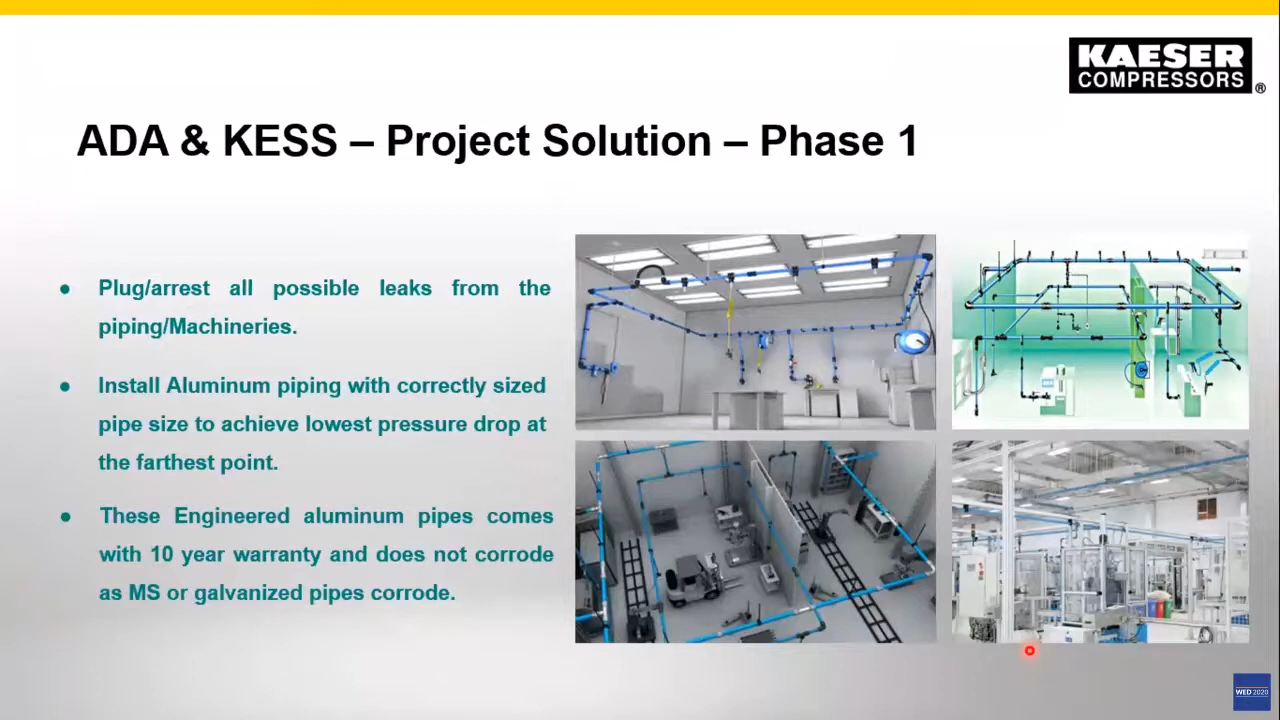 KAESER
COMPRESSORS®
ADA & KESS – Project Solution – Phase 1
● Plug/arrest all possible leaks from the
piping/Machineries.
● Install Aluminum piping with correctly sized
pipe size to achieve lowest pressure drop at
the farthest point.
● These Engineered aluminum pipes comes
with 10 year warranty and does not corrode
as MS or galvanized pipes corrode.
WED 2020